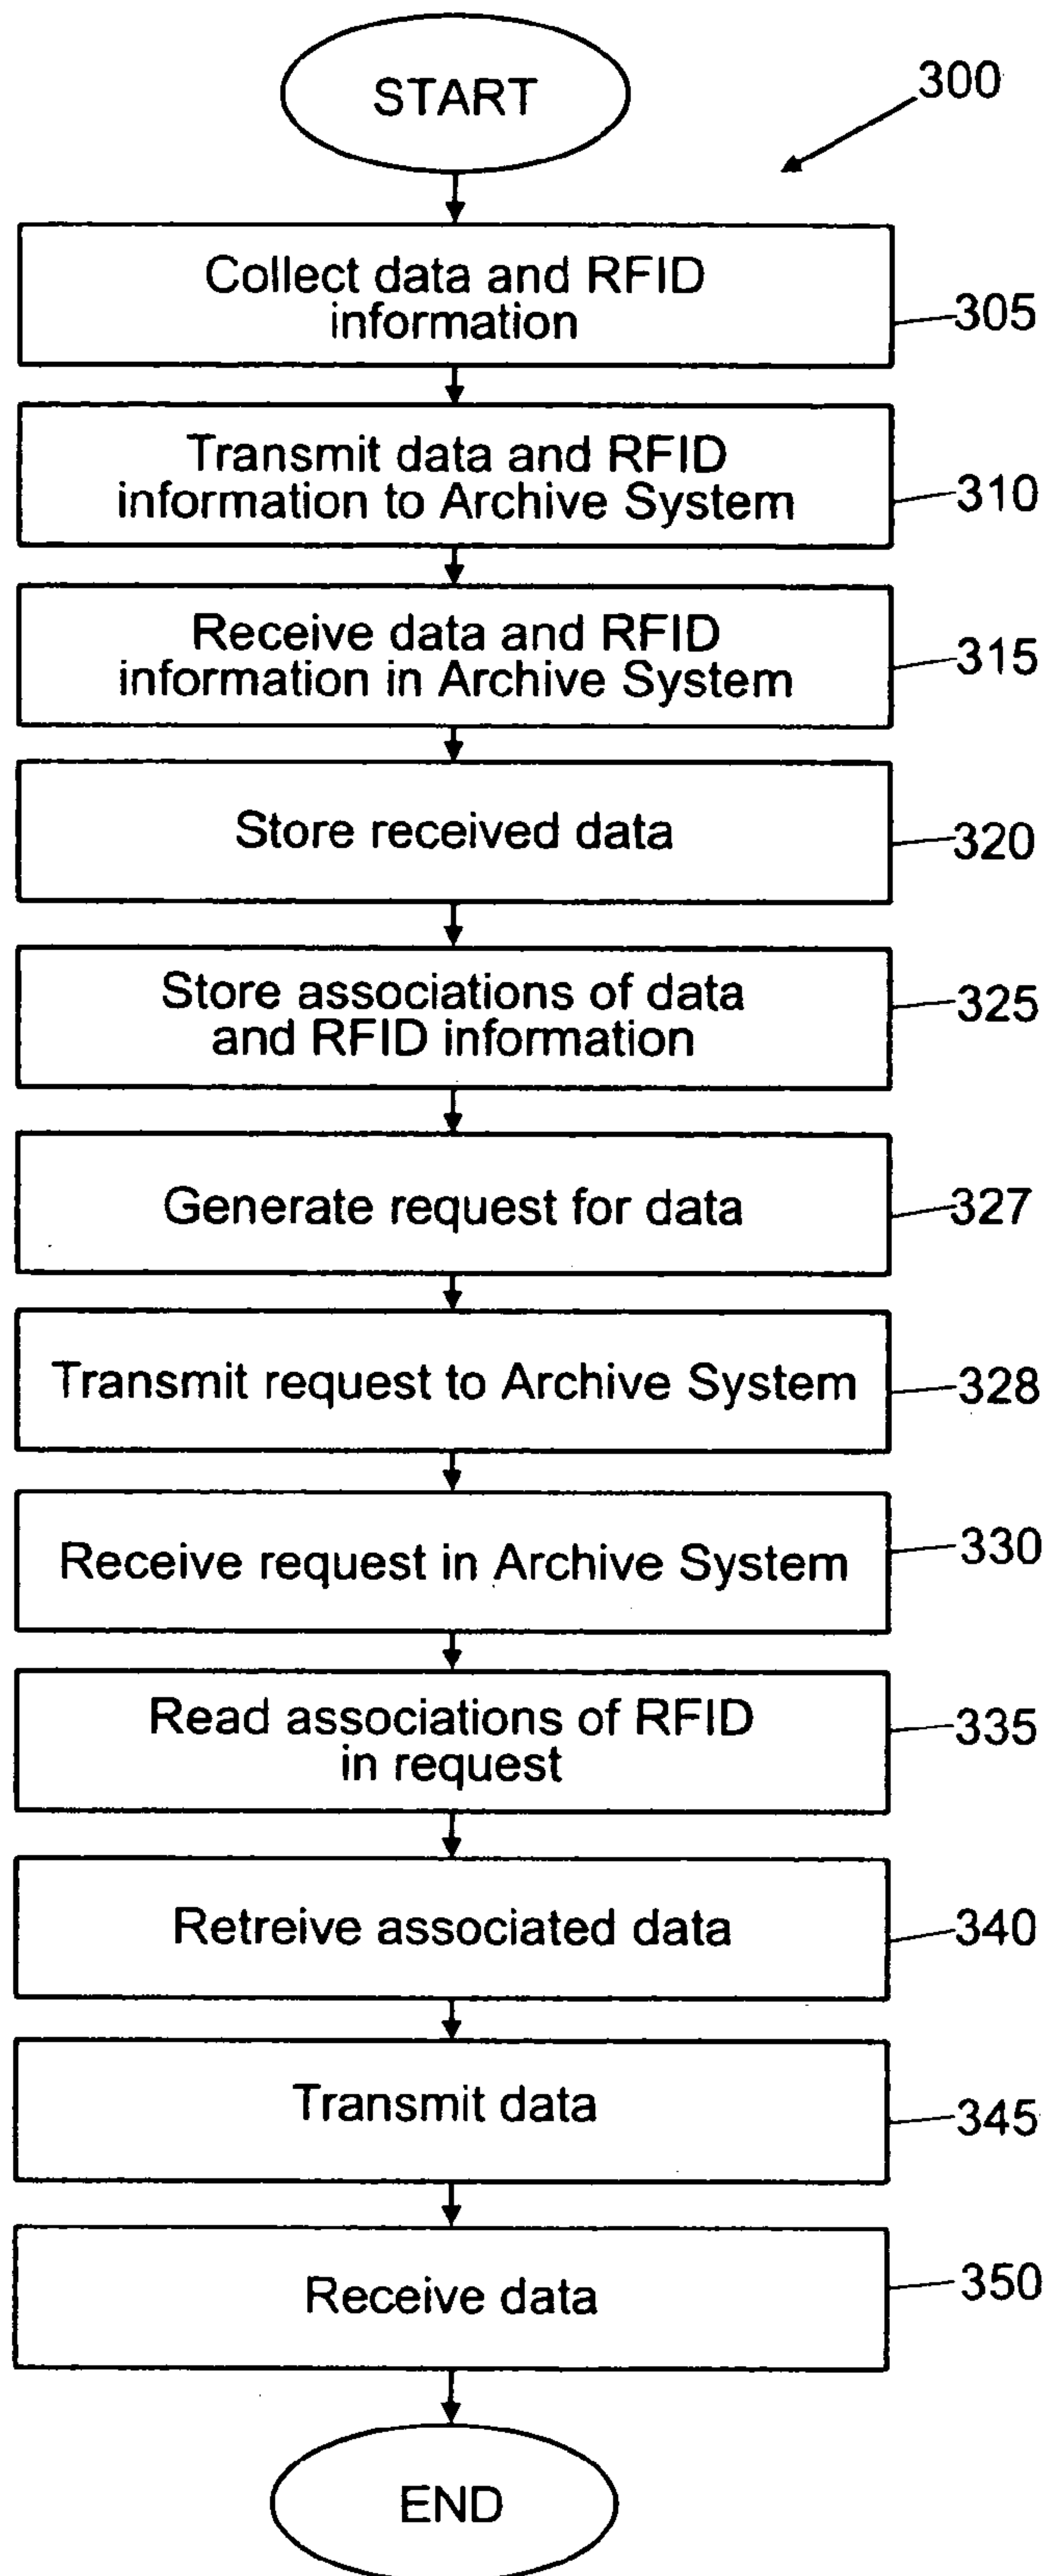 START
300
Collect data and RFID
information
305
Transmit data and RFID
information to Archive System
310
Receive data and RFID
information in Archive System
315
Store received data
320
Store associations of data
and RFID information
325
Generate request for data
327
Transmit request to Archive System
328
Receive request in Archive System
330
Read associations of RFID
in request
335
Retreive associated data
340
Transmit data
345
Receive data
350
END